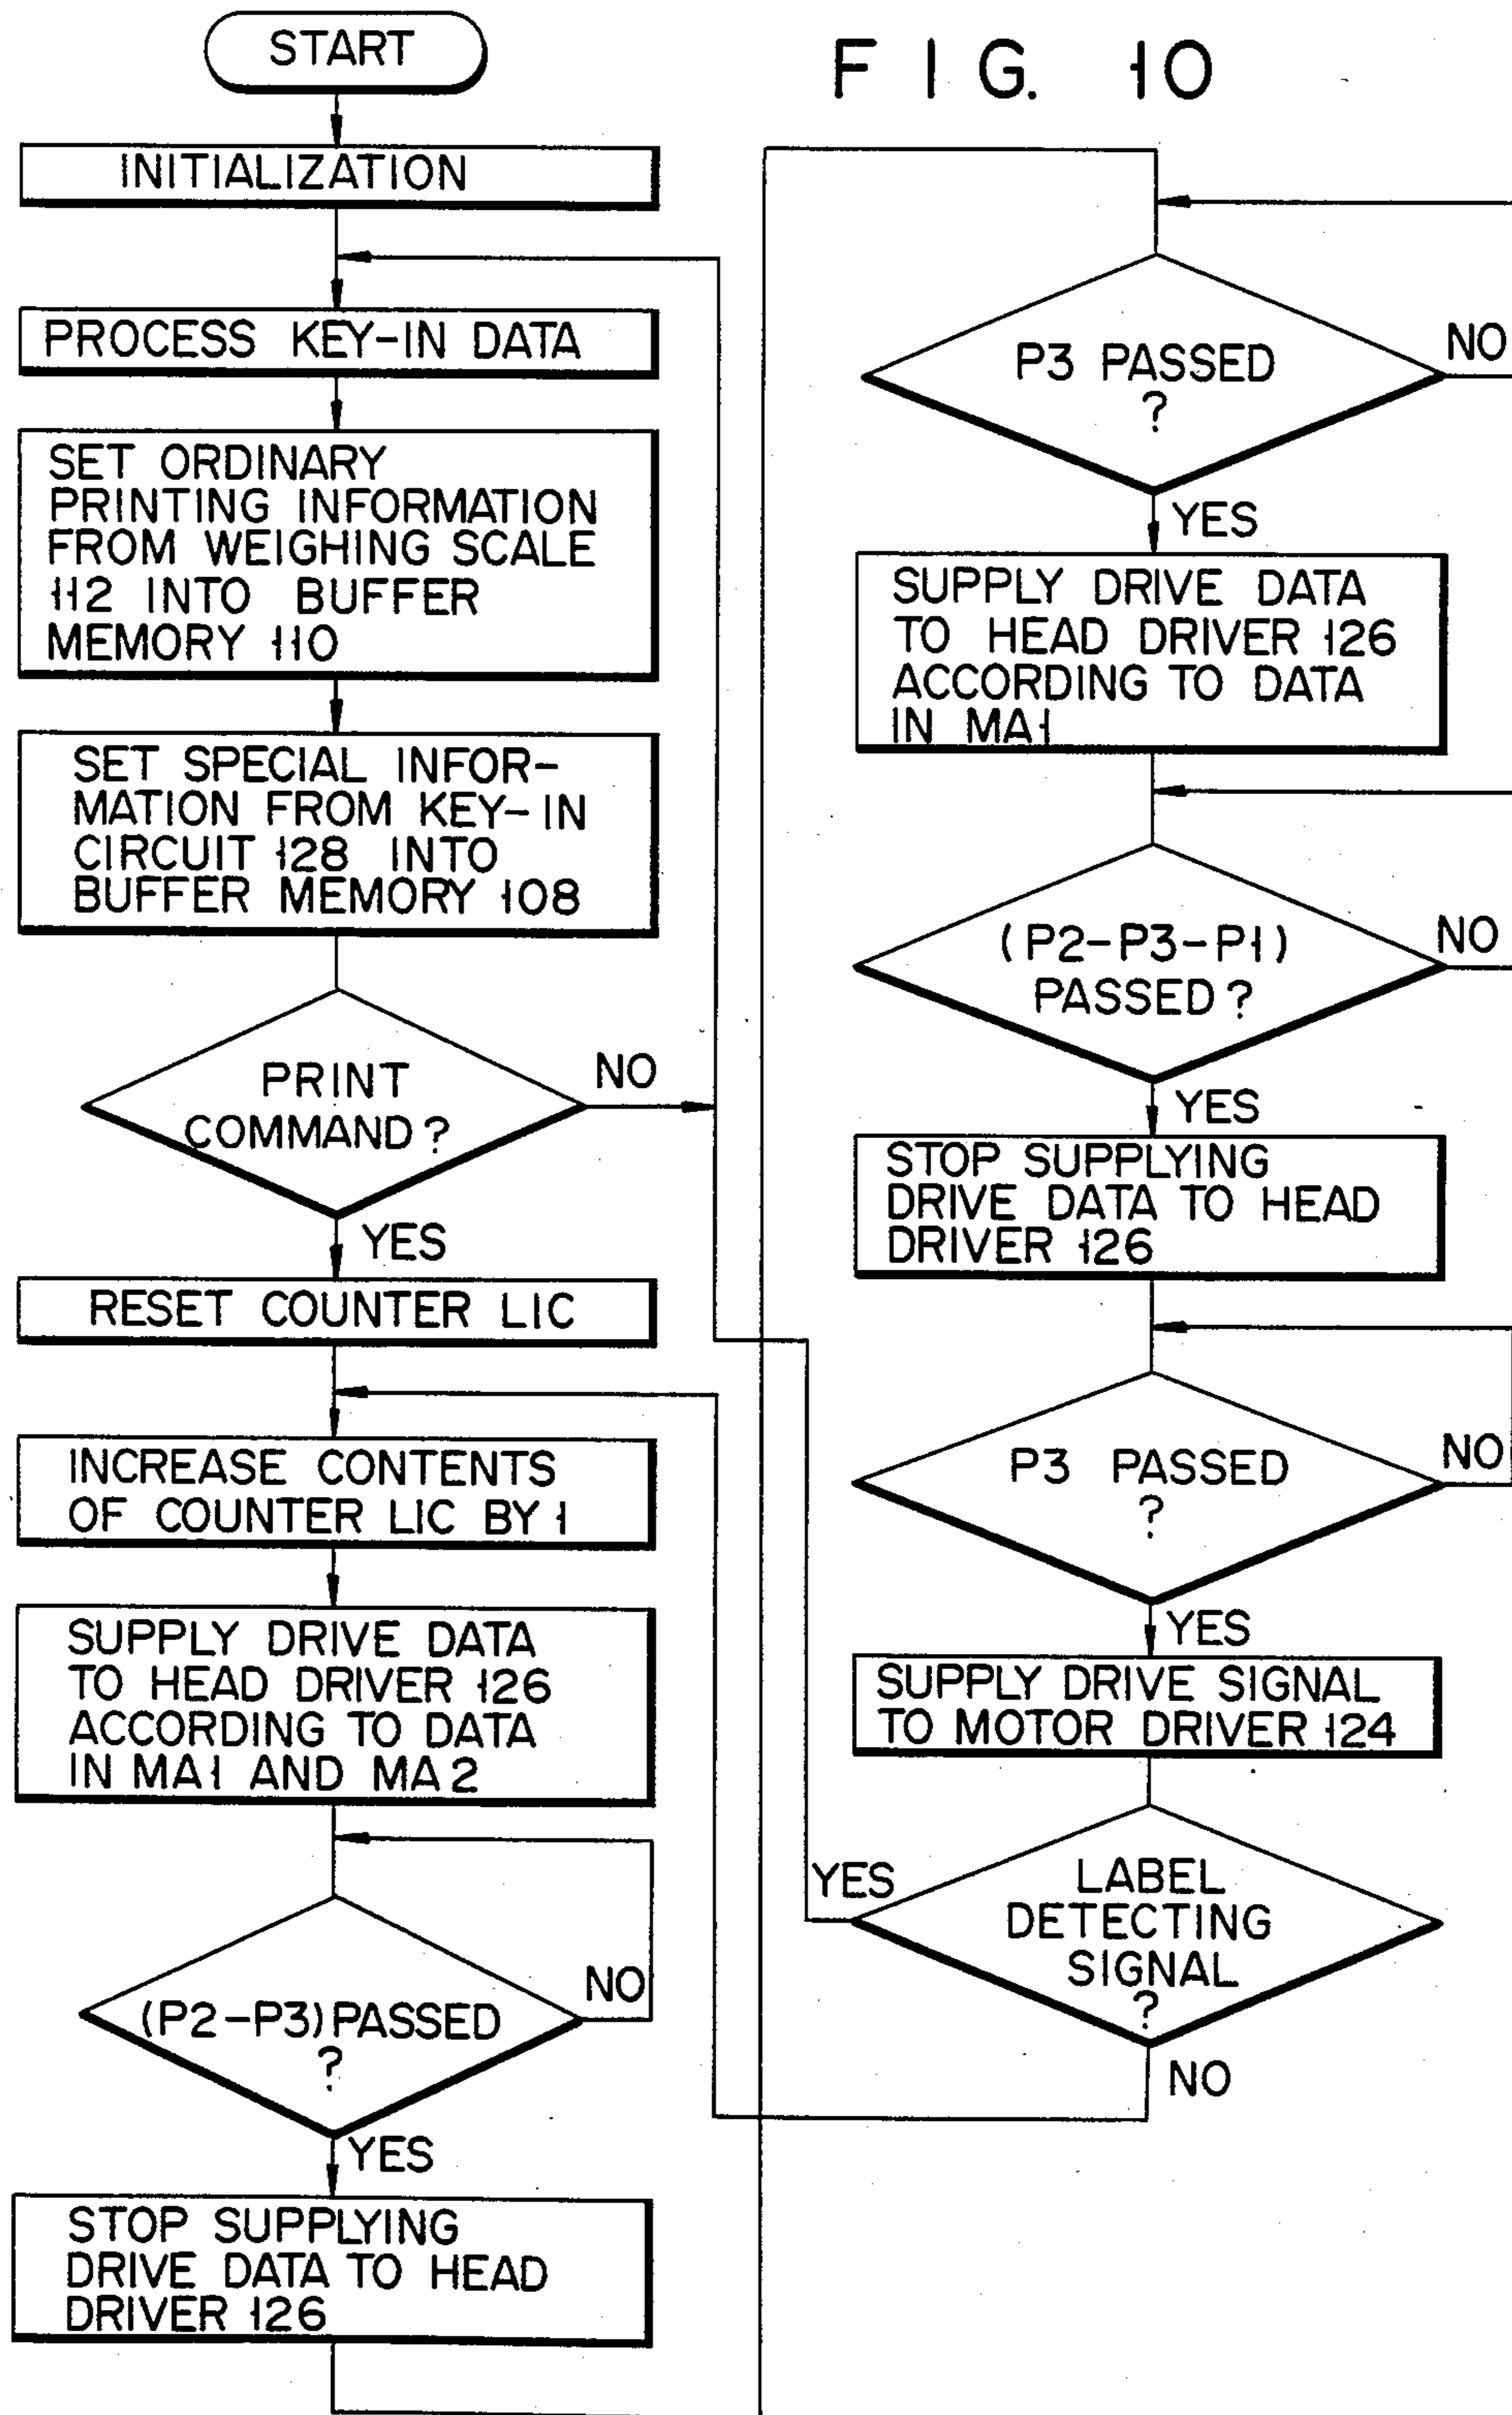 FIG. 10
START
INITIALIZATION
PROCESS KEY-IN DATA
SET ORDINARY
PRINTING INFORMATION
FROM WEIGHING SCALE
112 INTO BUFFER
MEMORY 110
SET SPECIAL INFOR-
MATION FROM KEY-IN
CIRCUIT 128 INTO
BUFFER MEMORY 108
PRINT
COMMAND?
NO
YES
RESET COUNTER LIC
INCREASE CONTENTS
OF COUNTER LIC BY 1
SUPPLY DRIVE DATA
TO HEAD DRIVER 126
ACCORDING TO DATA
IN MA1 AND MA2
(P2-P3) PASSED
?
NO
YES
STOP SUPPLYING
DRIVE DATA TO HEAD
DRIVER 126
P3 PASSED
?
NO
YES
SUPPLY DRIVE DATA
TO HEAD DRIVER 126
ACCORDING TO DATA
IN MA1
(P2-P3-P1)
PASSED?
NO
YES
STOP SUPPLYING
DRIVE DATA TO HEAD
DRIVER 126
P3 PASSED
?
NO
YES
SUPPLY DRIVE SIGNAL
TO MOTOR DRIVER 124
LABEL
DETECTING
SIGNAL
?
YES
NO